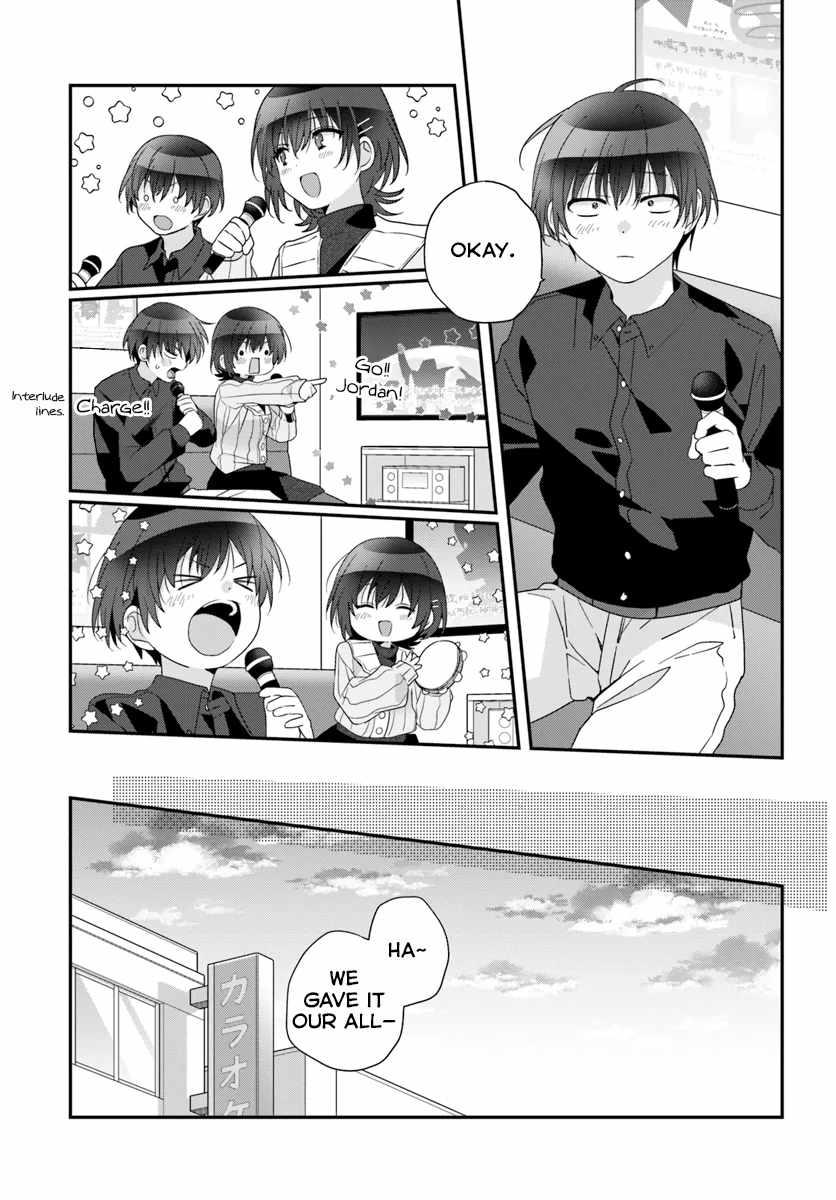 OKAY.
Go!!
Jordan!
Charge!!
Interlude
lines.
HA~
WE
GAVE IT
OUR ALL—
カラオケ